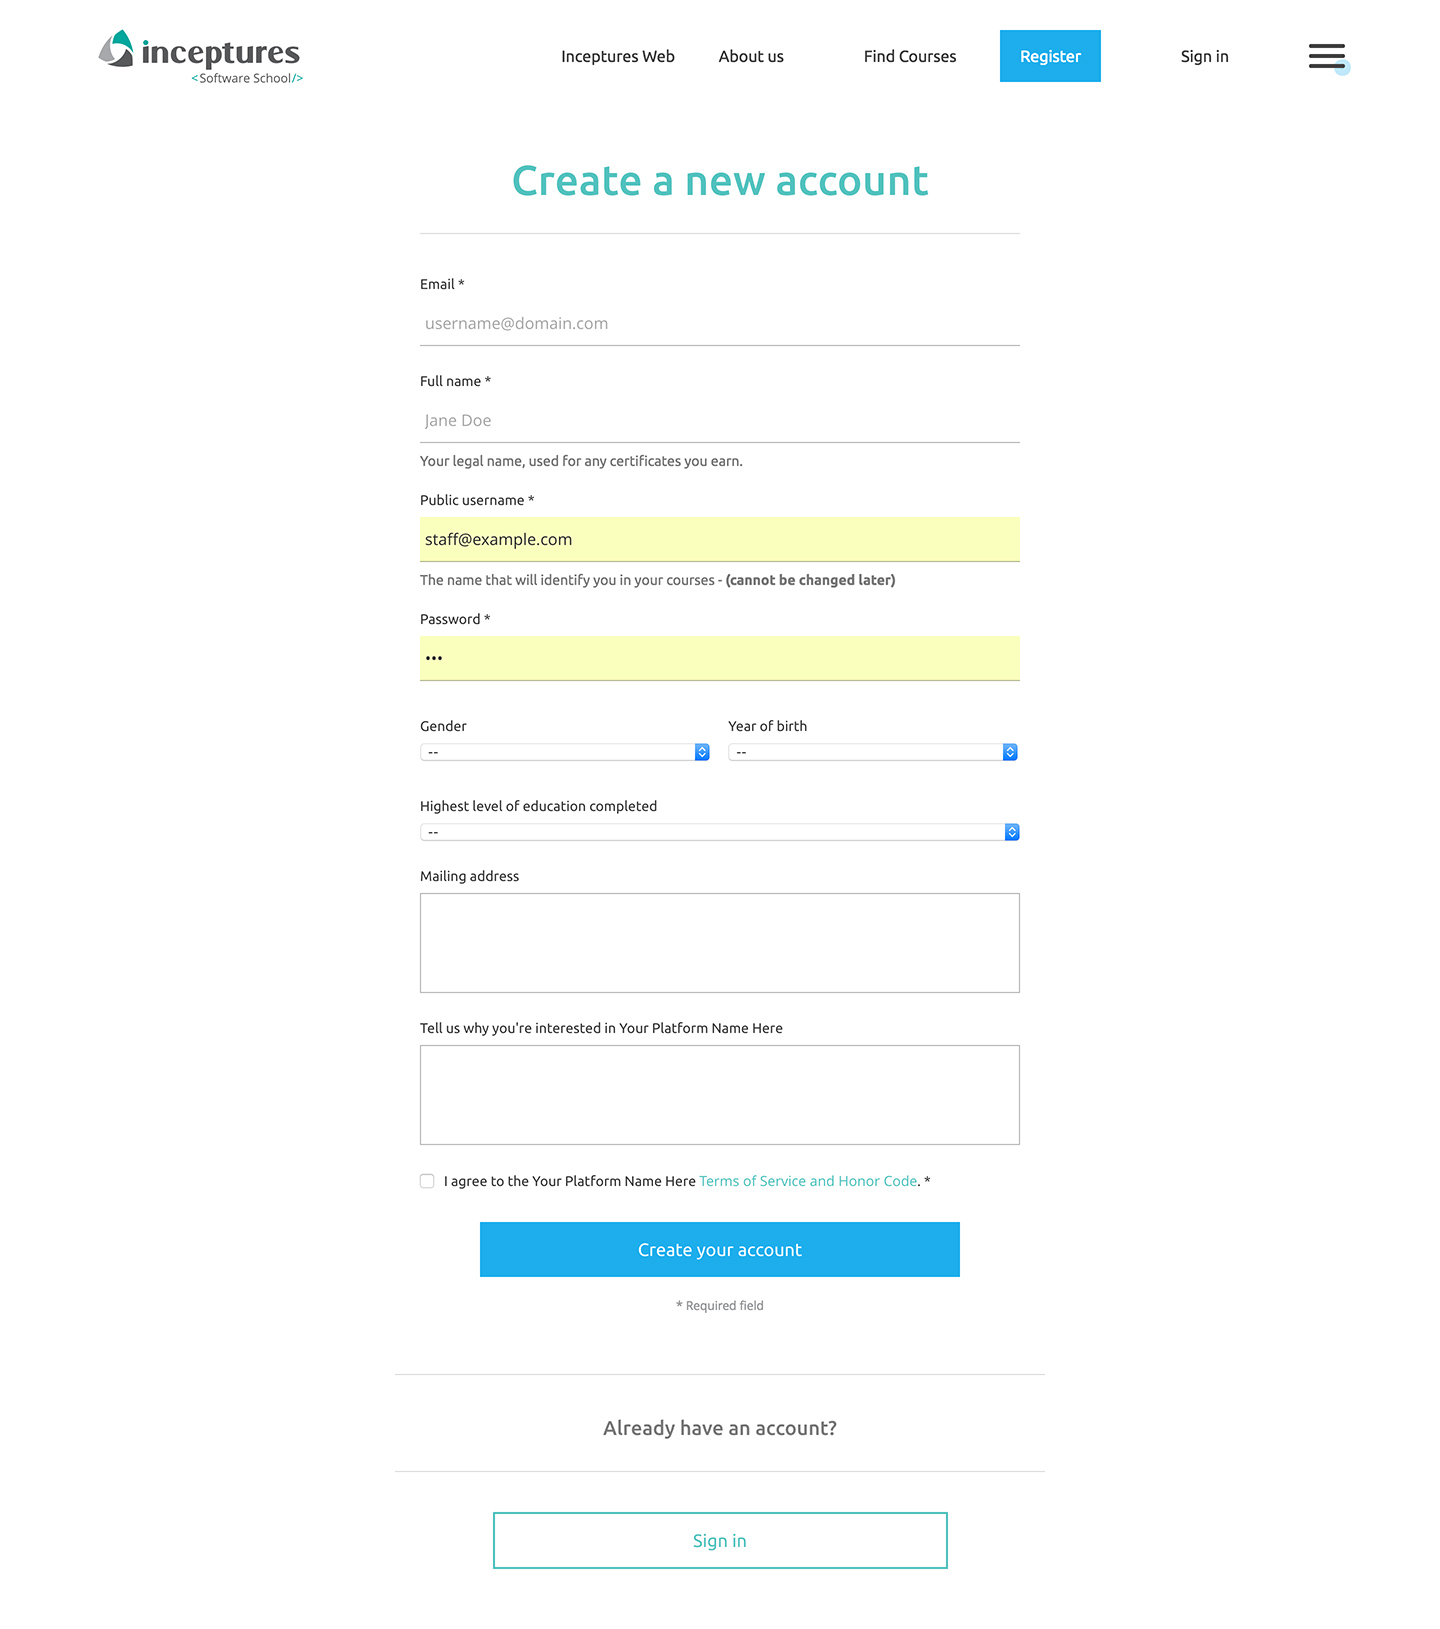 inceptures
<Software School/>
Inceptures Web
About us
Find Courses
Register
Sign in
Create a new account
Email *
username@domain.com
Full name *
Jane Doe
Your legal name, used for any certificates you earn.
Public username *
staff@example.com
The name that will identify you in your courses - (cannot be changed later)
Password *
•••
Gender
Year of birth
--
--
Highest level of education completed
--
Mailing address
Tell us why you're interested in Your Platform Name Here
I agree to the Your Platform Name Here Terms of Service and Honor Code. *
Create your account
* Required field
Already have an account?
Sign in